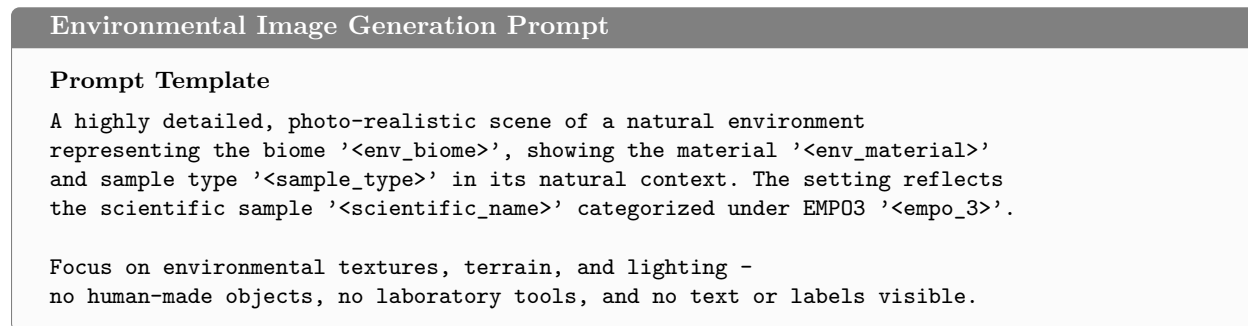 Environmental Image Generation Prompt
Prompt Template
A highly detailed, photo-realistic scene of a natural environment
representing the biome '<env_biome>', showing the material '<env_material>'
and sample type '<sample_type>' in its natural context. The setting reflects
the scientific sample '<scientific_name>' categorized under EMPO3 '<empo_3>'.
Focus on environmental textures, terrain, and lighting -
no human-made objects, no laboratory tools, and no text or labels visible.